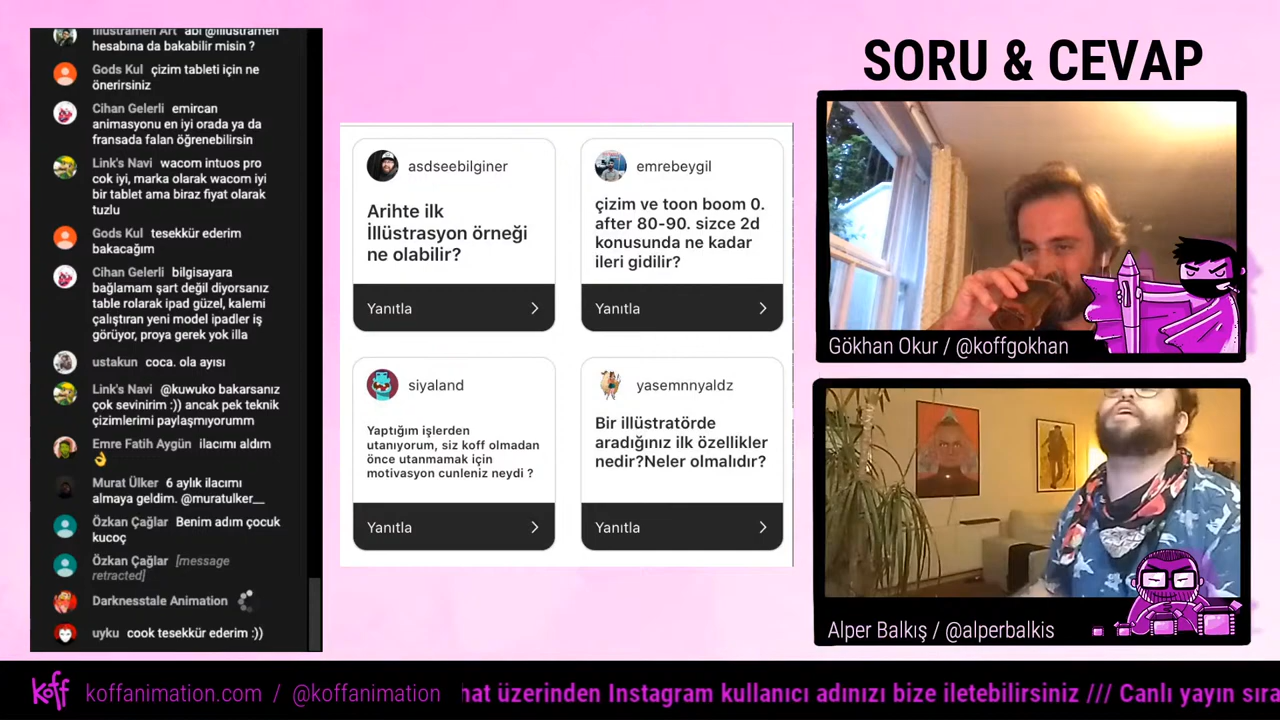 Illustramen Art abi @illustramen
hesabına da bakabilir misin ?
Gods Kul çizim tableti için ne
önerirsiniz
Cihan Gelerli emircan
animasyonu en iyi orada ya da
fransada falan öğrenebilirsin
Link's Navi wacom intuos pro
cok iyi, marka olarak wacom iyi
bir tablet ama biraz fiyat olarak
tuzlu
Gods Kul tesekkür ederim
bakacağım
Cihan Gelerli bilgisayara
bağlamam şart değil diyorsanız
table rolarak ipad güzel, kalemi
çalıştıran yeni model ipadler iş
görüyor, proya gerek yok illa
ustakun coca. ola ayısı
Link's Navi @kuwuko bakarsanız
çok sevinirim :)) ancak pek teknik
çizimlerimi paylaşmıyorumm
Emre Fatih Aygün ilacımı aldım
👌
Murat Ülker 6 aylık ilacımı
almaya geldim. @muratulker__
Özkan Çağlar Benim adım çocuk
kucoç
Özkan Çağlar [message
retracted]
Darknesstale Animation
uyku cook tesekkür ederim :))
asdseebilginer
Arihte ilk
İllüstrasyon örneği
ne olabilir?
Yanıtla
emrebeygil
çizim ve toon boom 0.
after 80-90. sizce 2d
konusunda ne kadar
ileri gidilir?
Yanıtla
siyaland
Yaptığım işlerden
utanıyorum, siz koff olmadan
önce utanmamak için
motivasyon cunleniz neydi ?
Yanıtla
yasemnnyaldz
Bir illüstratörde
aradığınız ilk özellikler
nedir?Neler olmalıdır?
Yanıtla
SORU & CEVAP
Gökhan Okur / @koffgokhan
Alper Balkış / @alperbalkis
koff koffanimation.com / @koffanimation
hat üzerinden Instagram kullanıcı adınızı bize iletebilirsiniz /// Canlı yayın sıra